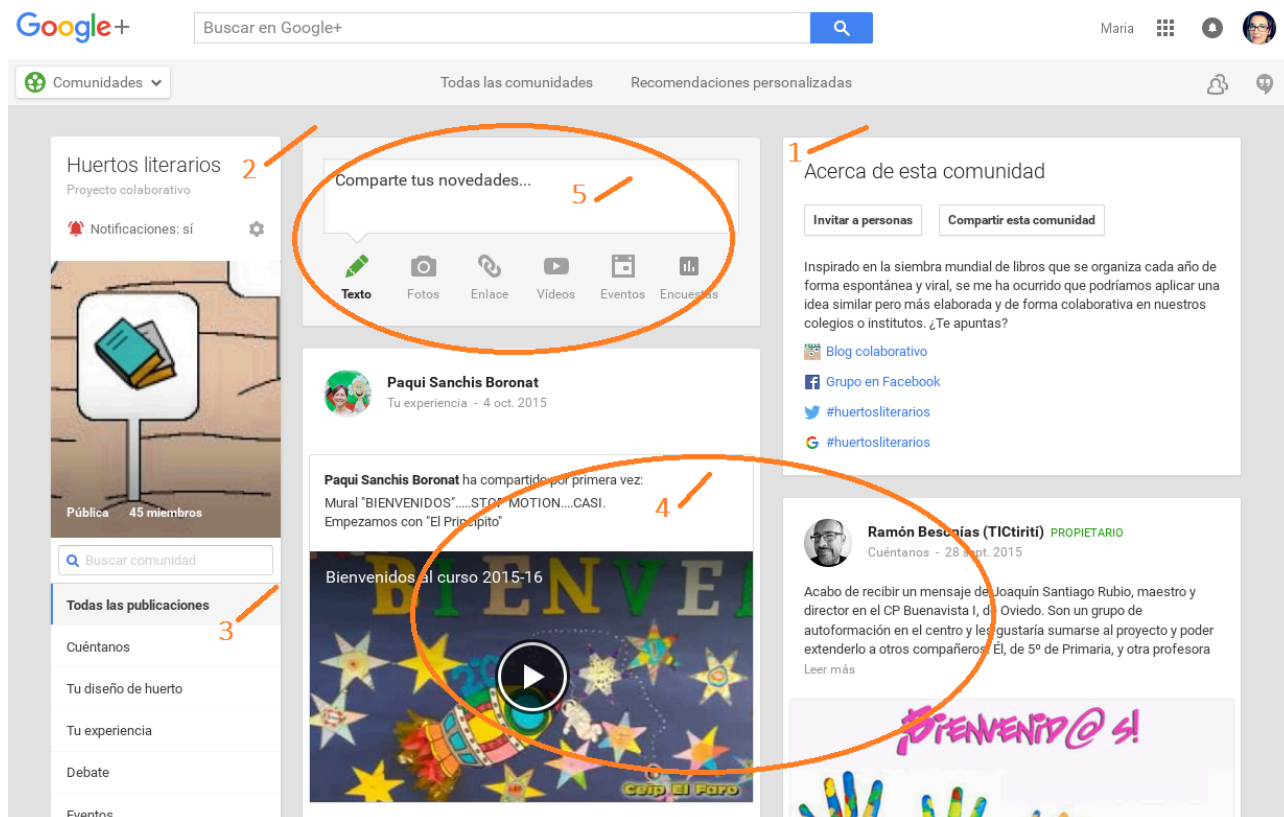 Google+
Buscar en Google+
Maria
Comunidades
Todas las comunidades
Recomendaciones personalizadas
Huertos literarios
Proyecto colaborativo
Notificaciones: sí
Pública 45 miembros
Buscar comunidad
Todas las publicaciones
Cuéntanos
Tu diseño de huerto
Tu experiencia
Debate
Eventos
2
3
Comparte tus novedades...
5
Texto Fotos Enlace Vídeos Eventos Encuestas
Paqui Sanchis Boronat
Tu experiencia - 4 oct. 2015
Paqui Sanchis Boronat ha compartido por primera vez:
Mural "BIENVENIDOS".....STOP MOTION....CASI.
Empezamos con "El Principito"
4
Bienvenidos al curso 2015-16
BIENVE
Ceip El Faro
1
Acerca de esta comunidad
Invitar a personas
Compartir esta comunidad
Inspirado en la siembra mundial de libros que se organiza cada año de
forma espontánea y viral, se me ha ocurrido que podríamos aplicar una
idea similar pero más elaborada y de forma colaborativa en nuestros
colegios o institutos. ¿Te apuntas?
Blog colaborativo
Grupo en Facebook
#huertosliterarios
#huertosliterarios
Ramón Besonías (TICtirití) PROPIETARIO
Cuéntanos - 28 sept. 2015
Acabo de recibir un mensaje de Joaquín Santiago Rubio, maestro y
director en el CP Buenavista I, de Oviedo. Son un grupo de
autoformación en el centro y les gustaría sumarse al proyecto y poder
extenderlo a otros compañeros. Él, de 5º de Primaria, y otra profesora
Leer más
¡BIENVENID@S!